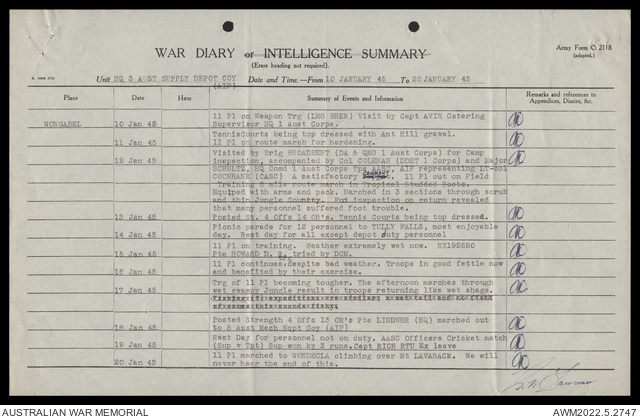 WAR DIARY or INTELLIGENCE SUMMARY
Army Form C. 2118
(adapted.)
(Erase heading not required).
Unit HQ 3 AUST SUPPLY DEPOT COY Date and Time.—From 10 JANUARY 45 To 20 JANUARY 45
(AIF)
Place Date Hour Summary of Events and Information Remarks and references to
Appendices, Diaries, &c.
WONGABEL 10 Jan 45 11 Pl on Weapon Trg (LMG BREN) Visit by Capt AVIS Catering
Supervisor HQ 1 Aust Corps.
TennisCourts being top dressed with Ant Hill gravel.
11 Jan 45 11 Pl on route march for hardening.
12 Jan 45 Visited by Brig BROADBENT (DA & QMG 1 Aust Corps) for Camp
inspection, accompanied by Col COLEMAN (DDST 1 Corps) and Major
SCHULTZ, HQ Comd 1 Aust Corps Tps AASC, AIF representing LT-Col
COCHRANE (CASC) A satisfactory 11 Pl out on Field
Training 8 mile route march in Tropical Studded Boots.
Equiped with arms and pack. Marched in 3 sections through scrub
and thin Jungle Country. Fut inspection on return revealed
that many personnel suffered foot trouble.
13 Jan 45 Posted St. 4 Offs 14 OR's. Tennis Courts being top dressed.
Picnic parade for 12 personnel to TULLY FALLS, most enjoyable
14 Jan 45 day. Rest day for all except depot duty personnel
11 Pl on training. Weather extremely wet now. NX192680
15 Jan 45 Pte HOWARD D. tried by DCM.
11 Pl continues despite bad weather. Troops in good fettle now
16 Jan 45 and benefited by their exercise.
Trg of 11 Pl becoming tougher. The afternoon marches through
17 Jan 45 wet swampy Jungle result in troops returning like wet shags.
Posted Strength 4 Offs 13 OR's Pte LINDNER (HQ) marched out
18 Jan 45 to 5 Aust Mech Eqpt Coy (AIF)
Rest Day for personnel not on duty. AASC Officers Cricket match
19 Jan 45 (Sup v Tpt) Sup won by 3 runs. Capt RICH RTU Ex leave
11 Pl marched to WONDECLA climbing over Mt LAVARACK. We will
20 Jan 45 never hear the end of this.
AUSTRALIAN WAR MEMORIAL
AWM2022.5.2747